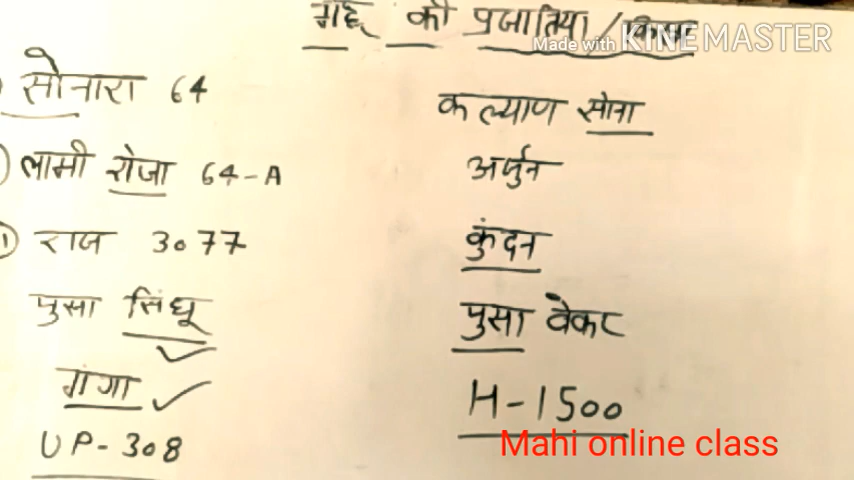 गेहू की प्रजातिया / किस्म
Made with KINEMASTER
सोनारा 64
कल्याण सोना
लामी रोजा 64-A
अर्जुन
राज 3077
कुंदन
पुसा सिंधू
पुसा वेकर
गंगा
H-1500
UP-308
Mahi online class